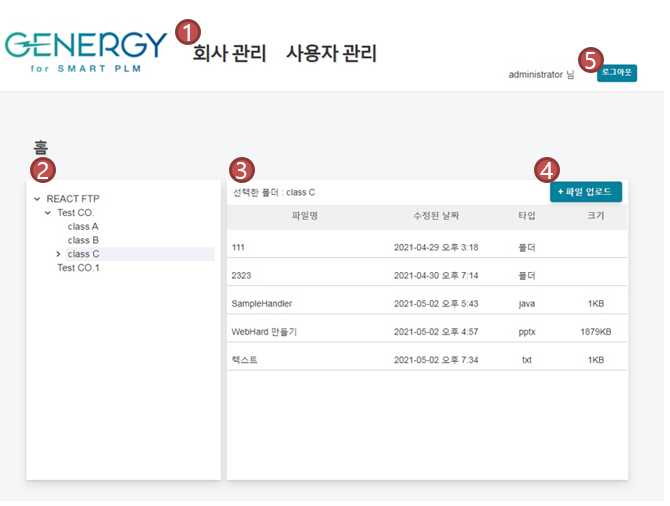 GENERGY
for SMART PLM
1
회사 관리 사용자 관리
administrator 님
5
로그아웃
홈
2
3
4
REACT FTP
Test CO.
class A
class B
class C
Test CO.1
선택한 폴더 : class C
+ 파일 업로드
파일명 수정된 날짜 타입 크기
111 2021-04-29 오후 3:18 폴더
2323 2021-04-30 오후 7:14 폴더
SampleHandler 2021-05-02 오후 5:43 java 1KB
WebHard 만들기 2021-05-02 오후 4:57 pptx 1879KB
텍스트 2021-05-02 오후 7:34 txt 1KB